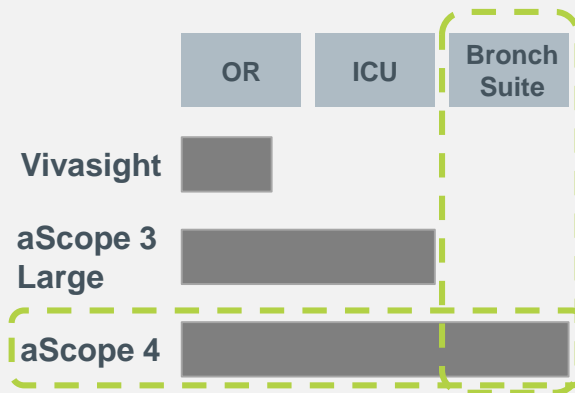 OR
ICU
Bronch
Suite
Vivasight
aScope 3
Large
aScope 4